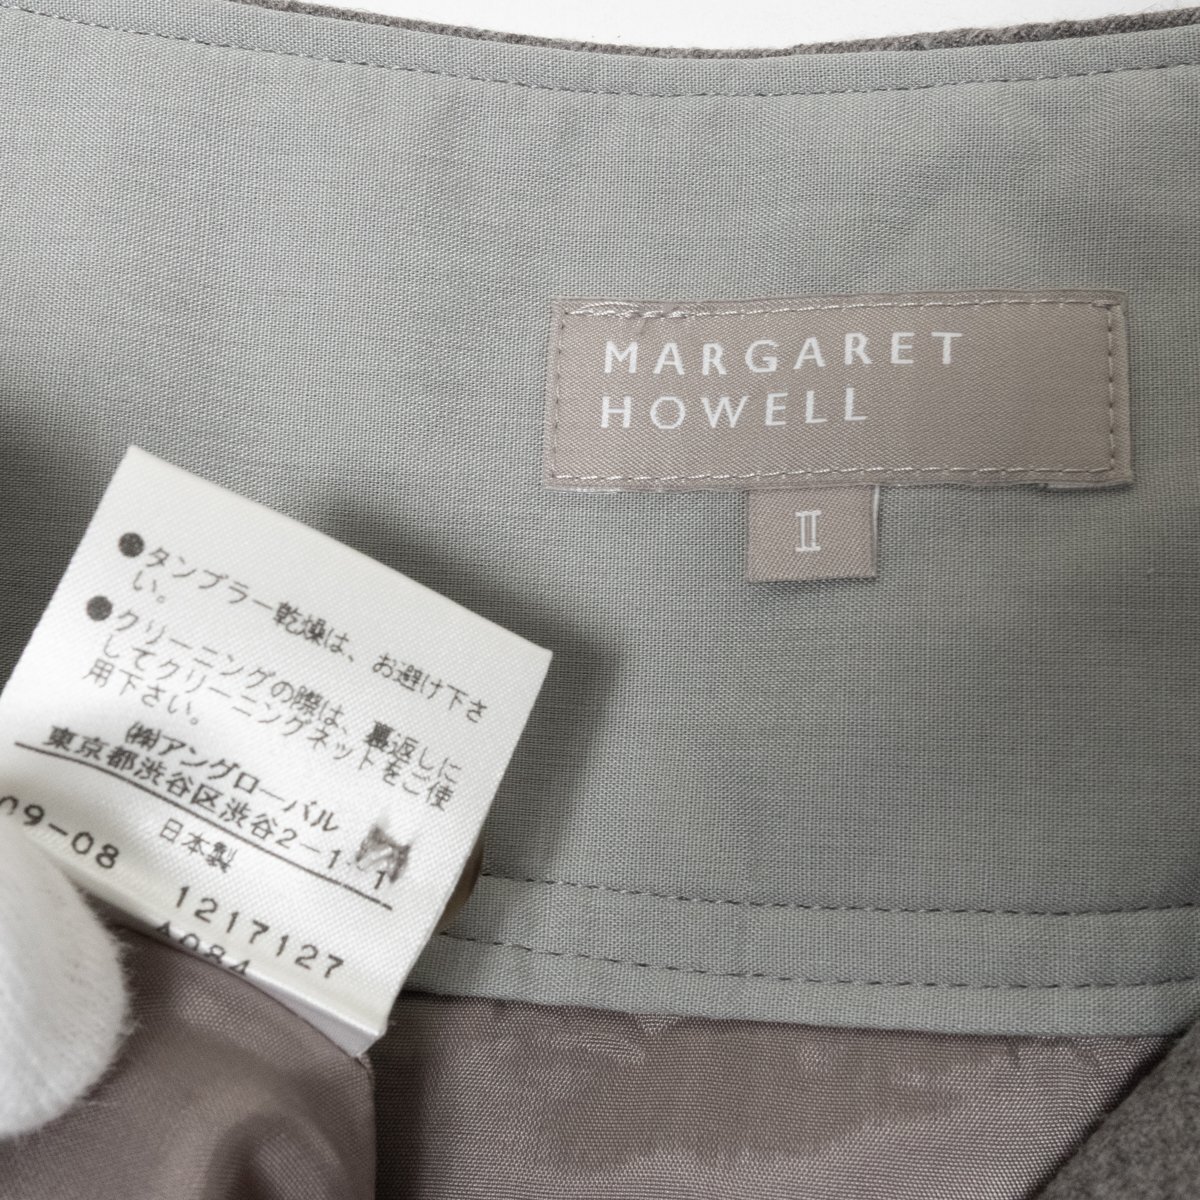 MARGARET
HOWELL
Ⅱ
●タンブラー乾燥は、お避け下さ
い。
●クリーニングの際は、裏返しに
してクリーニングネットをご使
用下さい。
㈱アングローバル
東京都渋谷区渋谷2-1-1
日本製
09-08 1217127
A084